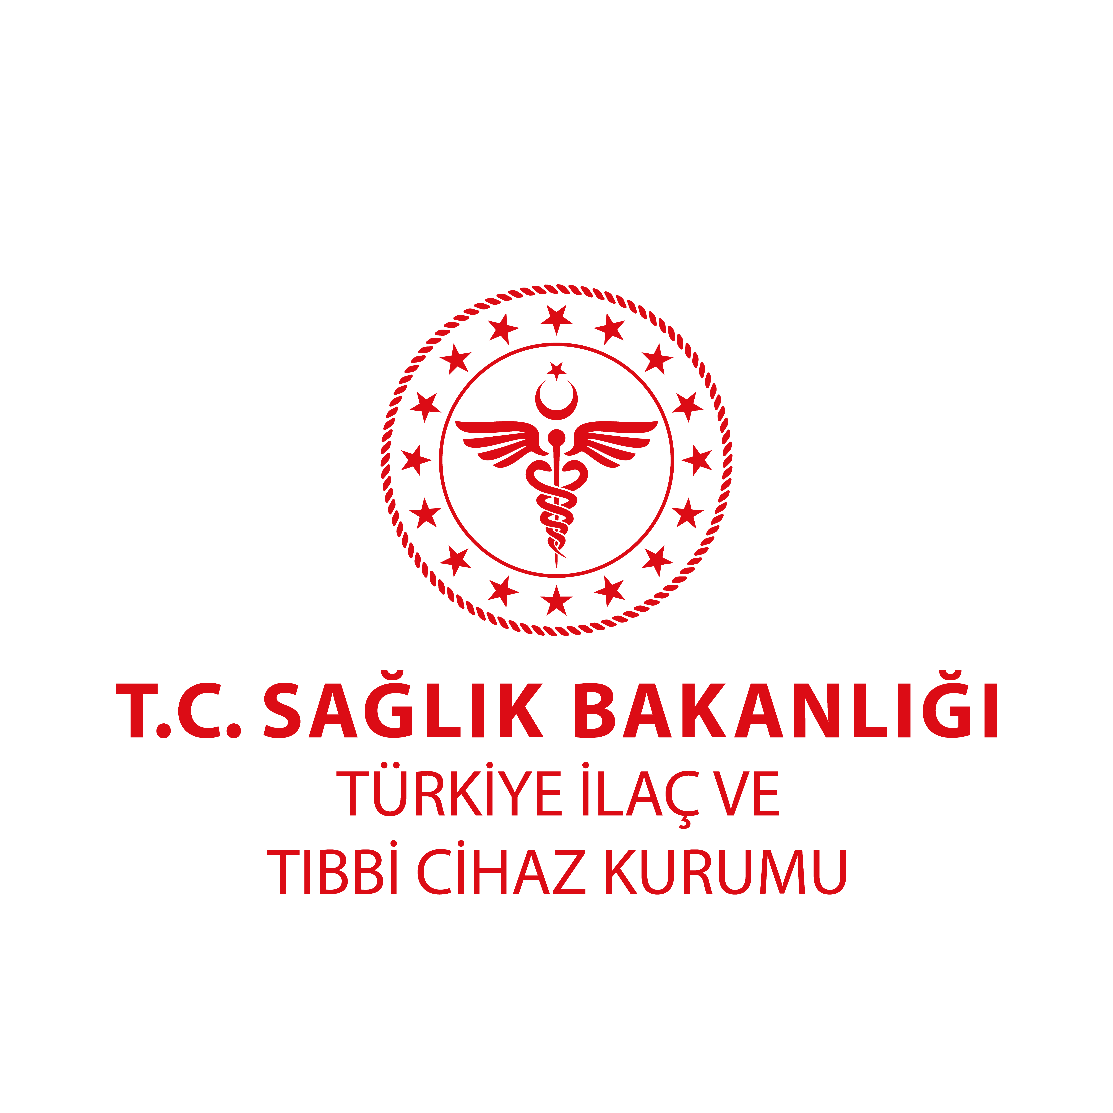 T.C. SAĞLIK BAKANLIĞI
TÜRKİYE İLAÇ VE
TIBBİ CİHAZ KURUMU